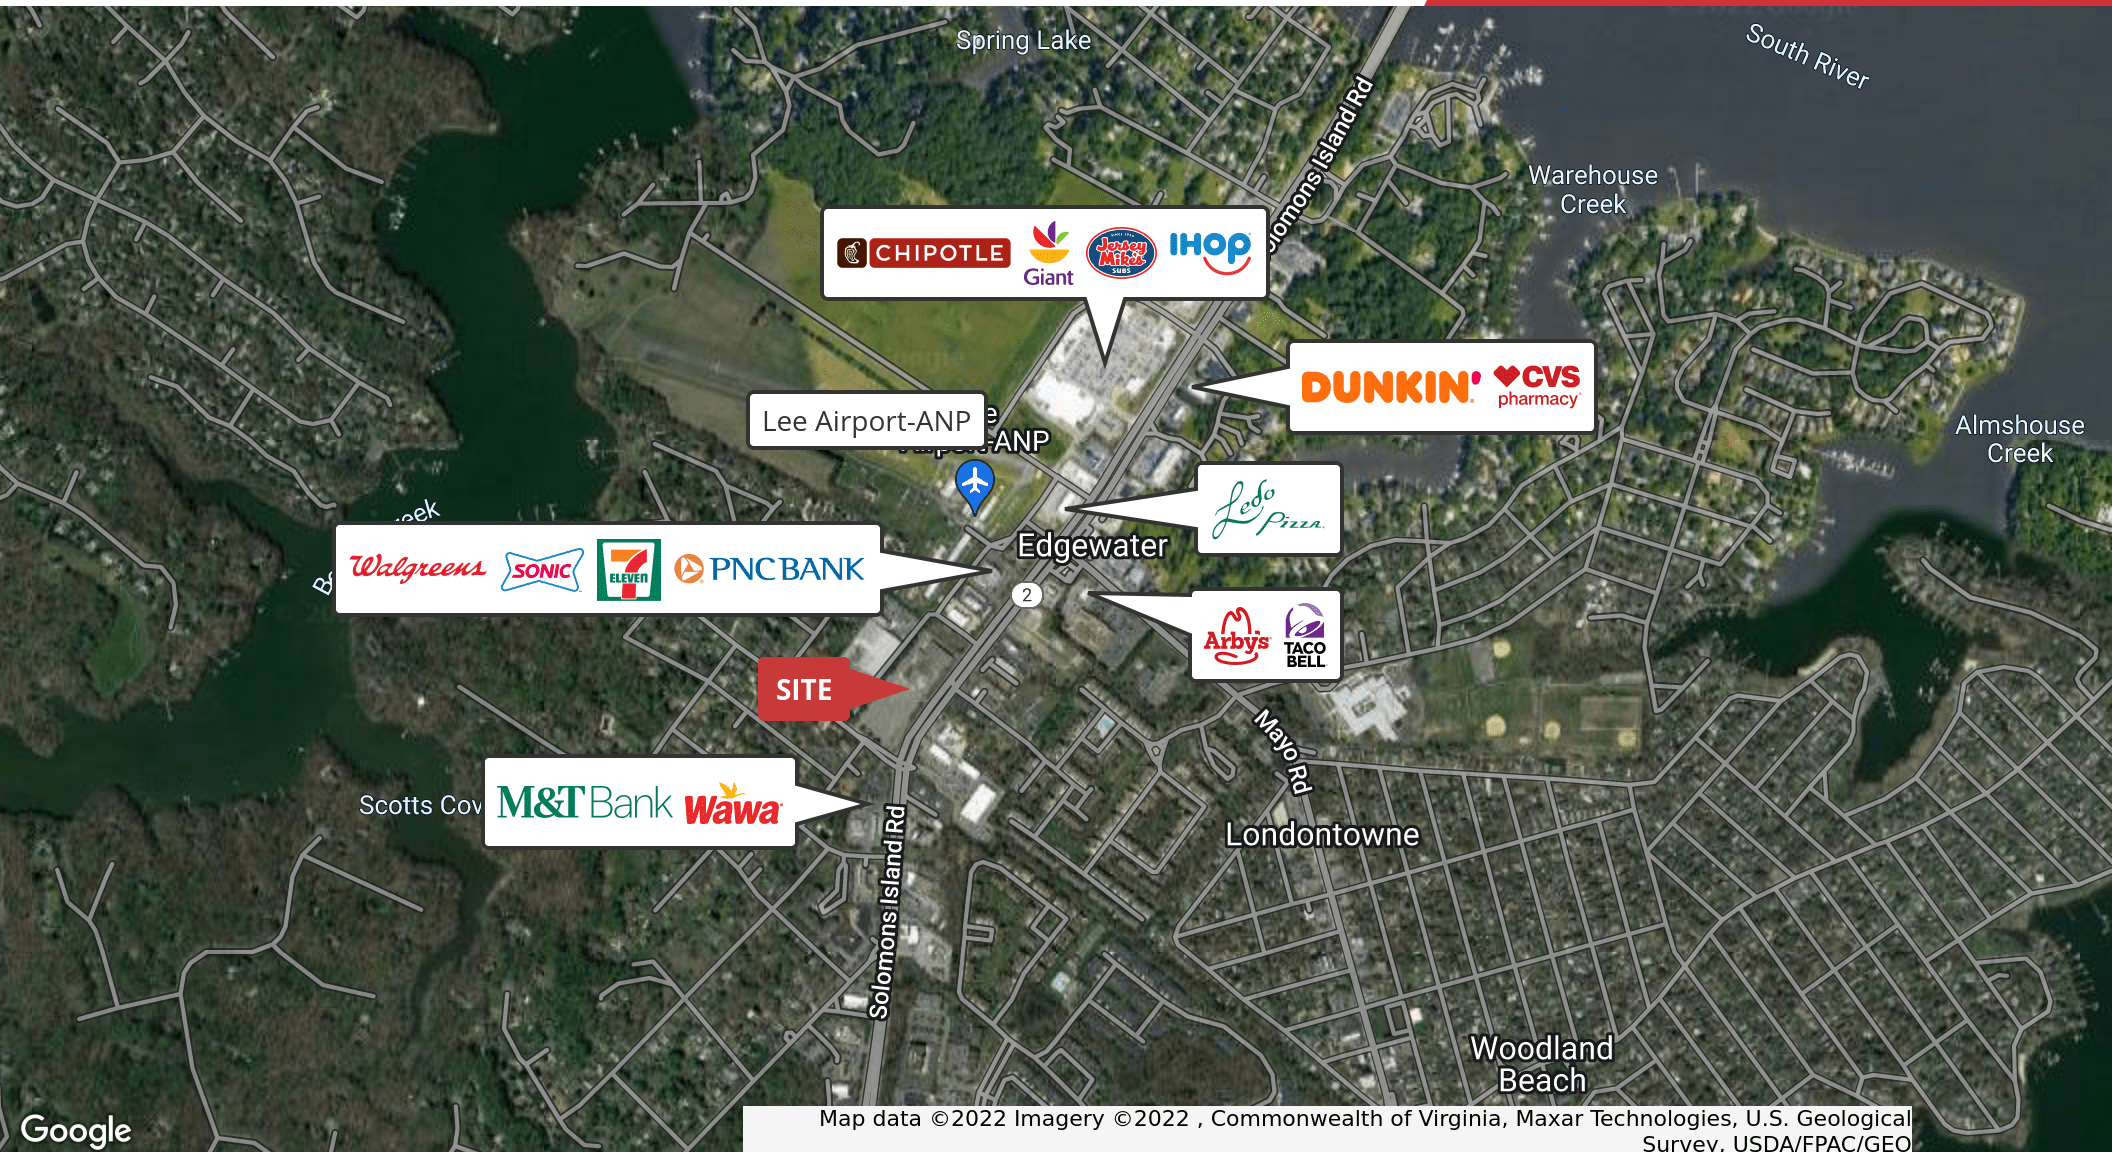 Spring Lake
South River
Solomons Island Rd
Warehouse
Creek
CHIPOTLE
Giant
SINCE 1956
Jersey
Mike's
SUBS
IHOP
DUNKIN'
CVS
pharmacy
Lee Airport-ANP
-ANP
Almshouse
Creek
Ledo
Pizza
Edgewater
Walgreens
SONIC
7
ELEVEN
PNC BANK
2
Arby's
TACO
BELL
SITE
Mayo Rd
M&T Bank
Wawa
Scotts Cov
Londontowne
Solomons Island Rd
Woodland
Beach
Google
Map data ©2022 Imagery ©2022 , Commonwealth of Virginia, Maxar Technologies, U.S. Geological
Survey, USDA/FPAC/GEO